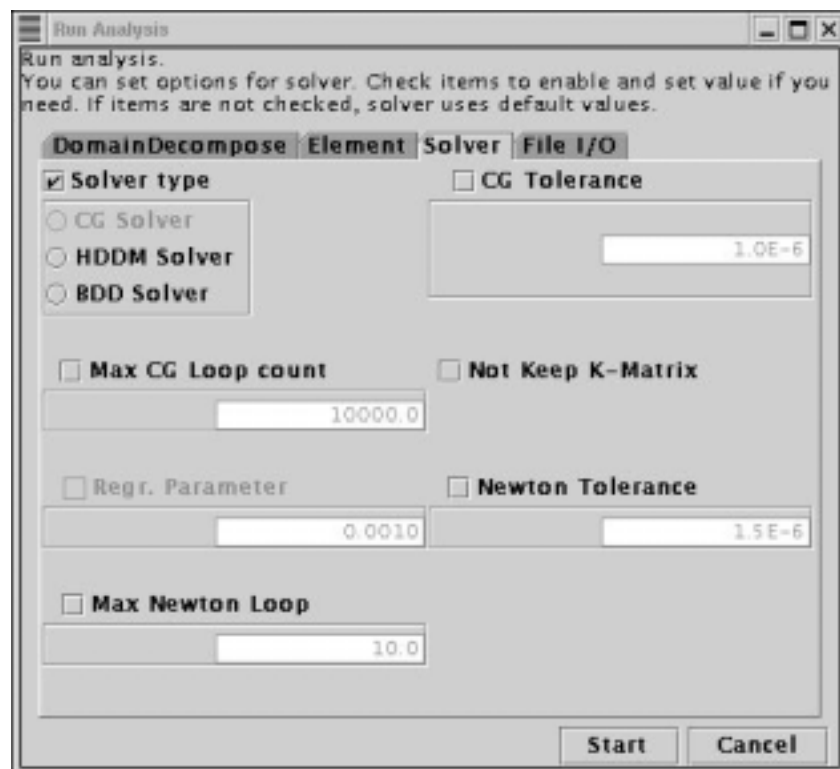 Run Analysis
Run analysis.
You can set options for solver. Check items to enable and set value if you
need. If items are not checked, solver uses default values.
DomainDecompose Element Solver File I/O
Solver type
CG Tolerance
CG Solver
1.0E-6
HDDM Solver
BDD Solver
Max CG Loop count
Not Keep K-Matrix
10000.0
Regr. Parameter
Newton Tolerance
0.0010
1.5E-6
Max Newton Loop
10.0
Start Cancel